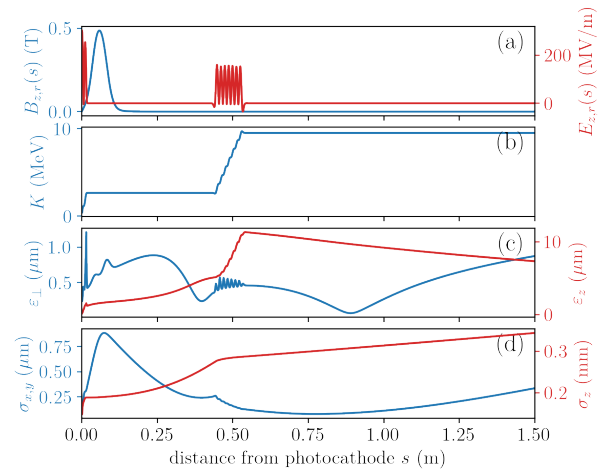 0.5
0.0
B_{z,r}(s) (T)
(a)
200
0
E_{z,r}(s) (MV/m)
10
0
K (MeV)
(b)
1.0
0.5
ε_⊥ (μm)
(c)
10
0
ε_z (μm)
0.75
0.50
0.25
σ_{x,y} (μm)
(d)
0.3
0.2
σ_z (mm)
0.00 0.25 0.50 0.75 1.00 1.25 1.50
distance from photocathode s (m)